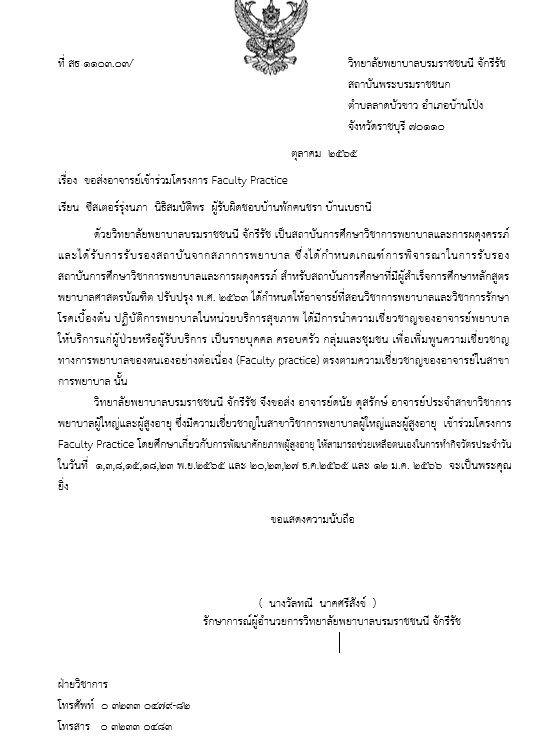 ที่ สธ ๑๑๐๓.๐๓/
วิทยาลัยพยาบาลบรมราชชนนี จักรีรัช
สถาบันพระบรมราชชนก
ตำบลลาดบัวขาว อำเภอบ้านโป่ง
จังหวัดราชบุรี ๗๐๑๑๐
ตุลาคม ๒๕๖๕
เรื่อง ขอส่งอาจารย์เข้าร่วมโครงการ Faculty Practice
เรียน ซีสเตอร์รุ่งนภา นิธิสมบัติพร ผู้รับผิดชอบบ้านพักคนชรา บ้านเบธานี
ด้วยวิทยาลัยพยาบาลบรมราชชนนี จักรีรัช เป็นสถาบันการศึกษาวิชาการพยาบาลและการผดุงครรภ์
และได้รับการรับรองสถาบันจากสภาการพยาบาล ซึ่งได้กำหนดเกณฑ์การพิจารณาในการรับรอง
สถาบันการศึกษาวิชาการพยาบาลและการผดุงครรภ์ สำหรับสถาบันการศึกษาที่มีผู้สำเร็จการศึกษาหลักสูตร
พยาบาลศาสตรบัณฑิต ปรับปรุง พ.ศ. ๒๕๖๓ ได้กำหนดให้อาจารย์ที่สอนวิชาการพยาบาลและวิชาการรักษา
โรคเบื้องต้น ปฏิบัติการพยาบาลในหน่วยบริการสุขภาพ ได้มีการนำความเชี่ยวชาญของอาจารย์พยาบาล
ให้บริการแก่ผู้ป่วยหรือผู้รับบริการ เป็นรายบุคคล ครอบครัว กลุ่มและชุมชน เพื่อเพิ่มพูนความเชี่ยวชาญ
ทางการพยาบาลของตนเองอย่างต่อเนื่อง (Faculty practice) ตรงตามความเชี่ยวชาญของอาจารย์ในสาขา
การพยาบาล นั้น
วิทยาลัยพยาบาลบรมราชชนนี จักรีรัช จึงขอส่ง อาจารย์ดนัย ดุสรักษ์ อาจารย์ประจำสาขาวิชาการ
พยาบาลผู้ใหญ่และผู้สูงอายุ ซึ่งมีความเชี่ยวชาญในสาขาวิชาการพยาบาลผู้ใหญ่และผู้สูงอายุ เข้าร่วมโครงการ
Faculty Practice โดยศึกษาเกี่ยวกับการพัฒนาศักยภาพผู้สูงอายุ ให้สามารถช่วยเหลือตนเองในการทำกิจวัตรประจำวัน
ในวันที่ ๑,๓,๘,๑๕,๑๘,๒๓ พ.ย.๒๕๖๕ และ ๒๐,๒๓,๒๗ ธ.ค.๒๕๖๕ และ ๑๒ ม.ค. ๒๕๖๖ จะเป็นพระคุณ
ยิ่ง
ขอแสดงความนับถือ
( นางวัลทณี นาคศรีสังข์ )
รักษาการณ์ผู้อำนวยการวิทยาลัยพยาบาลบรมราชชนนี จักรีรัช
ฝ่ายวิชาการ
โทรศัพท์ ๐ ๓๒๓๓ ๐๔๗๙-๘๒
โทรสาร ๐ ๓๒๓๓ ๐๔๘๓